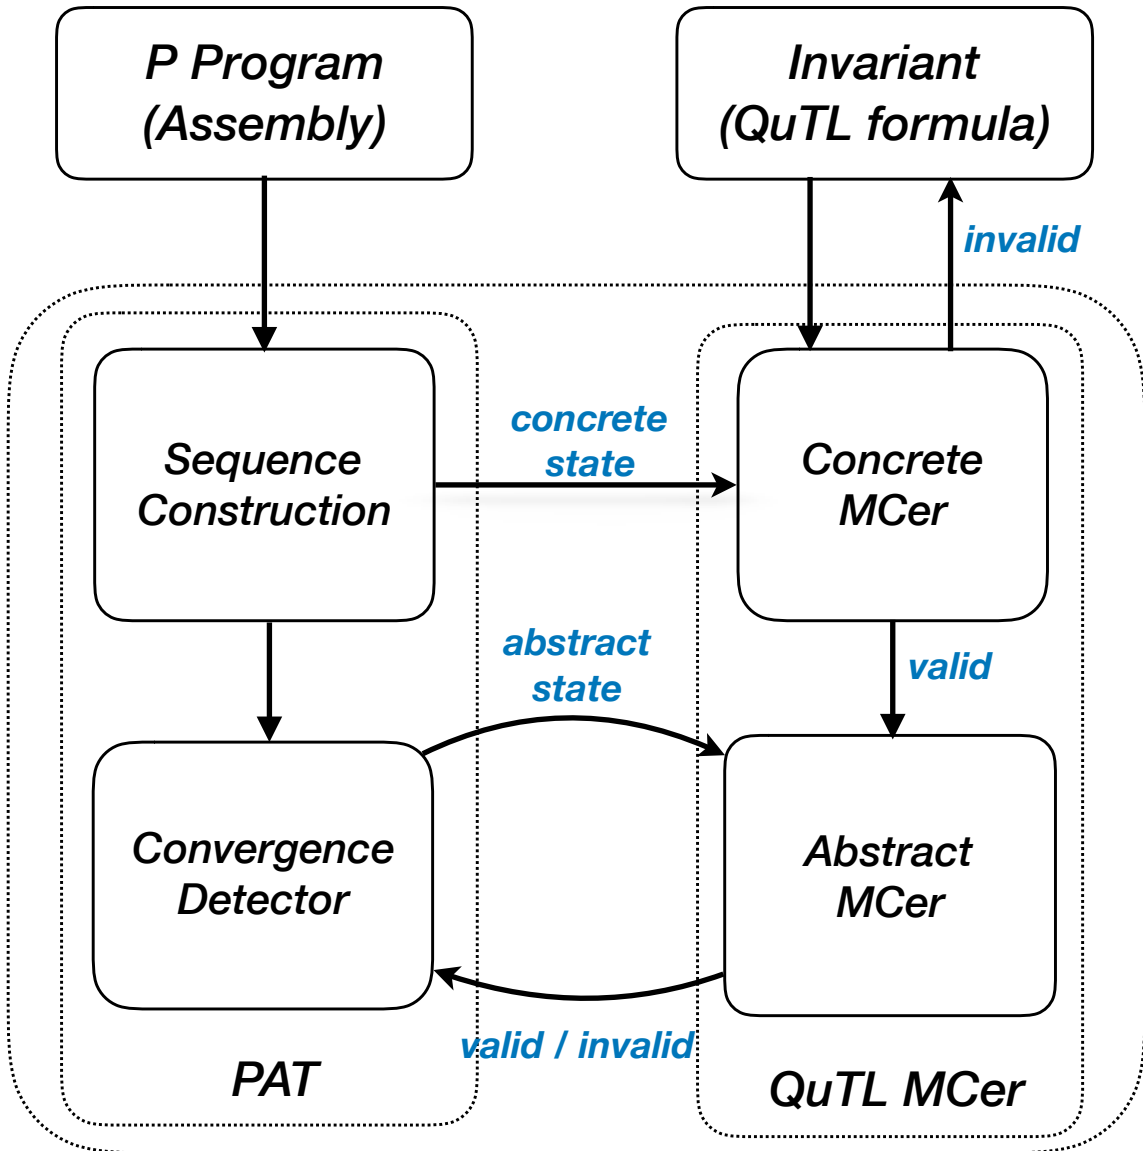 P Program
(Assembly)
Invariant
(QuTL formula)
invalid
Sequence
Construction
concrete
state
Concrete
MCer
abstract
state
valid
Convergence
Detector
Abstract
MCer
valid / invalid
PAT
QuTL MCer